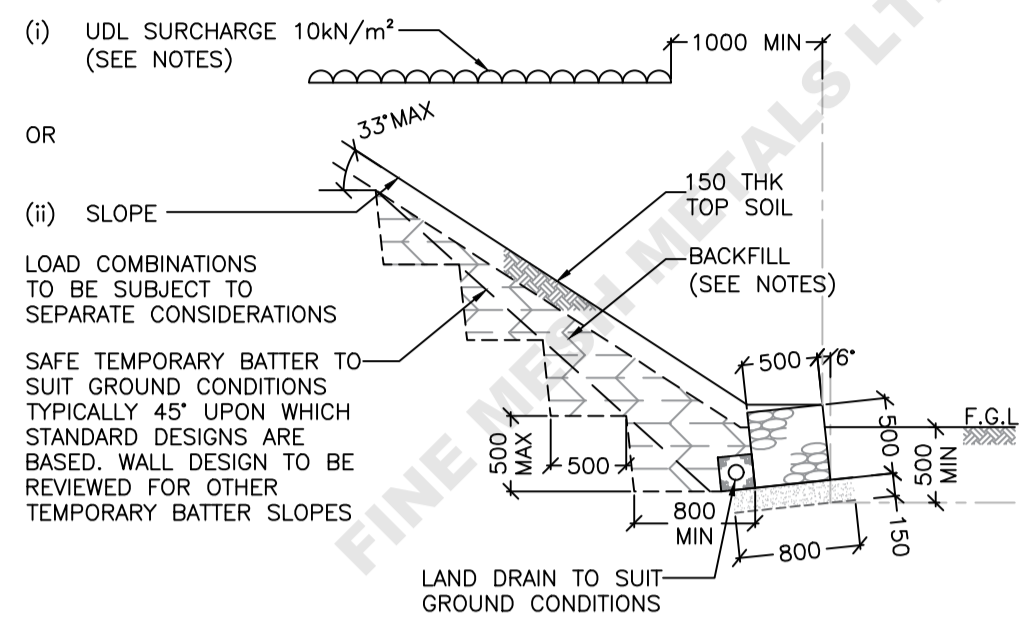 (i) UDL SURCHARGE 10kN/m²
(SEE NOTES)
1000 MIN
OR
33°MAX
(ii) SLOPE
150 THK
TOP SOIL
BACKFILL
(SEE NOTES)
LOAD COMBINATIONS
TO BE SUBJECT TO
SEPARATE CONSIDERATIONS
SAFE TEMPORARY BATTER TO
SUIT GROUND CONDITIONS
TYPICALLY 45° UPON WHICH
STANDARD DESIGNS ARE
BASED. WALL DESIGN TO BE
REVIEWED FOR OTHER
TEMPORARY BATTER SLOPES
500
6°
F.G.L
500
500
MIN
150
500
MAX
500
800
MIN
800
LAND DRAIN TO SUIT
GROUND CONDITIONS
FINE MESH METALS LT